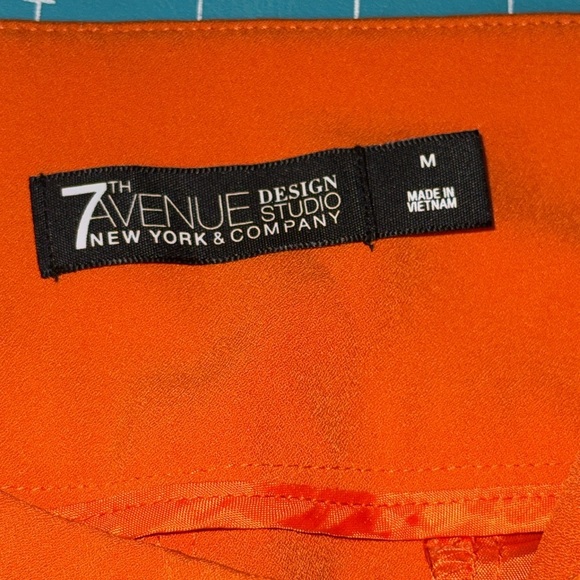 7TH AVENUE DESIGN STUDIO
NEW YORK & COMPANY
M
MADE IN
VIETNAM